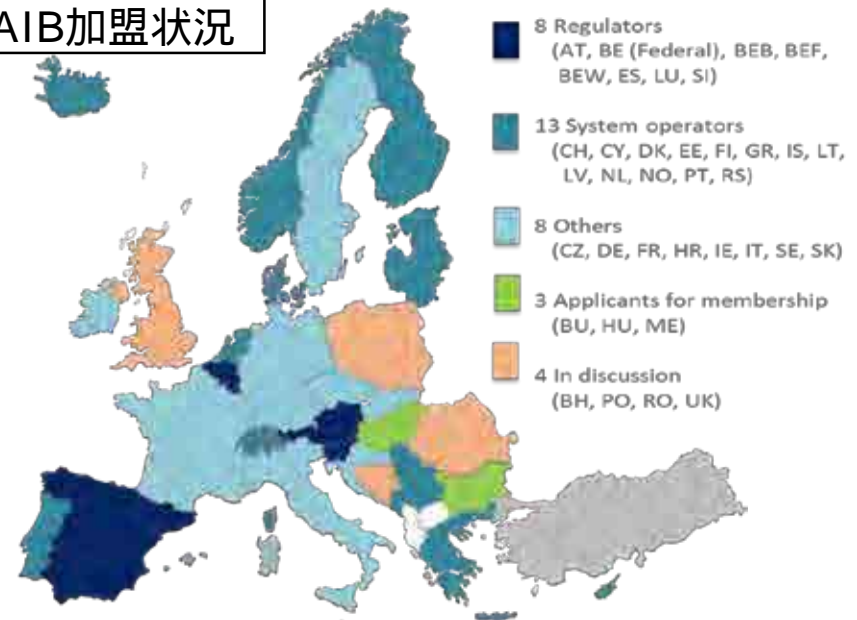 AIB加盟状況
8 Regulators
(AT, BE (Federal), BEB, BEF,
BEW, ES, LU, SI)
13 System operators
(CH, CY, DK, EE, FI, GR, IS, LT,
LV, NL, NO, PT, RS)
8 Others
(CZ, DE, FR, HR, IE, IT, SE, SK)
3 Applicants for membership
(BU, HU, ME)
4 In discussion
(BH, PO, RO, UK)